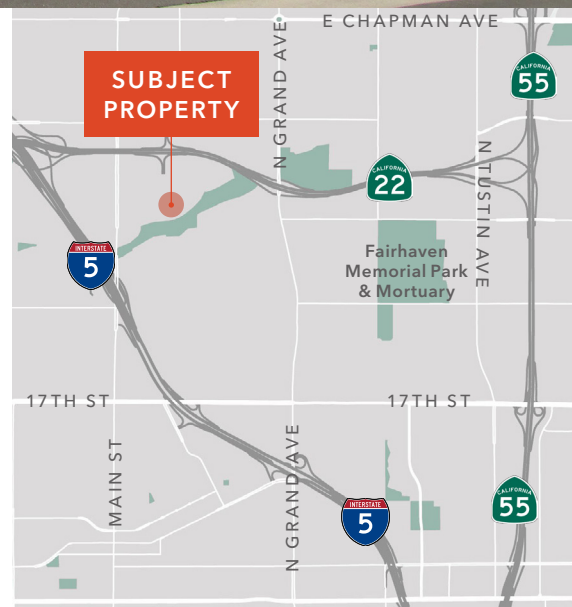 E CHAPMAN AVE
SUBJECT
PROPERTY
N GRAND AVE
CALIFORNIA
55
CALIFORNIA
22
N TUSTIN AVE
INTERSTATE
5
Fairhaven
Memorial Park
& Mortuary
17TH ST
17TH ST
MAIN ST
N GRAND AVE
INTERSTATE
5
CALIFORNIA
55